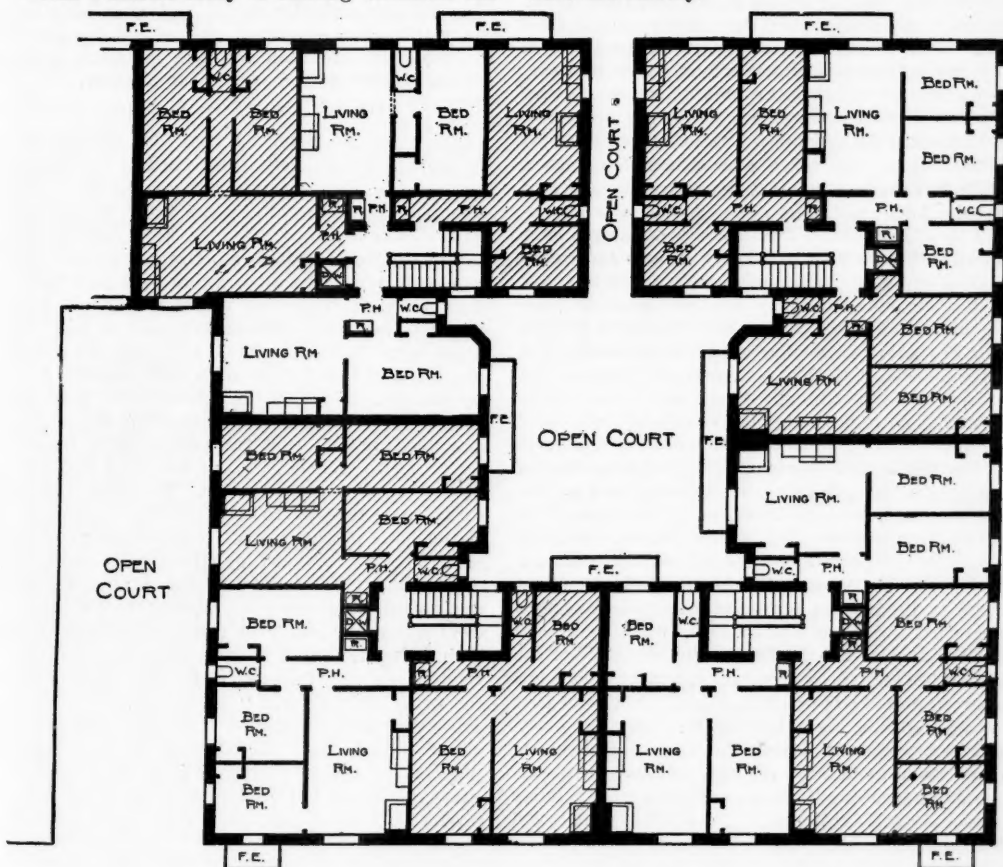 F.E.
F.E.
F.E.
W.C.
W.C.
BED RM.
BED RM.
LIVING RM.
BED RM.
LIVING RM.
OPEN COURT
LIVING RM.
BED RM.
LIVING RM.
BED RM.
BED RM.
R.
P.H.
R.
P.H.
W.C.
W.C.
P.H.
R.
P.H.
W.C.
LIVING RM.
P.H.
D.W.
BED RM.
BED RM.
R.
D.W.
BED RM.
P.H.
W.C.
R.
W.C.
P.H.
R.
BED RM.
LIVING RM
BED RM.
LIVING RM.
BED RM.
F.E.
OPEN COURT
F.E.
BED RM.
BED RM.
LIVING RM.
BED RM.
LIVING RM.
BED RM.
BED RM.
OPEN COURT
P.H.
W.C.
F.E.
W.C.
P.H.
R.
D.W.
R.
BED RM.
W.C.
BED RM
BED RM.
W.C.
R.
D.W.
R.
BED RM.
W.C.
P.H.
R.
P.H.
P.H.
R.
P.H.
W.C.
BED RM.
LIVING RM.
BED RM.
LIVING RM.
LIVING RM.
BED RM.
LIVING RM.
BED RM
BED RM.
BED RM
F.E.
F.E.